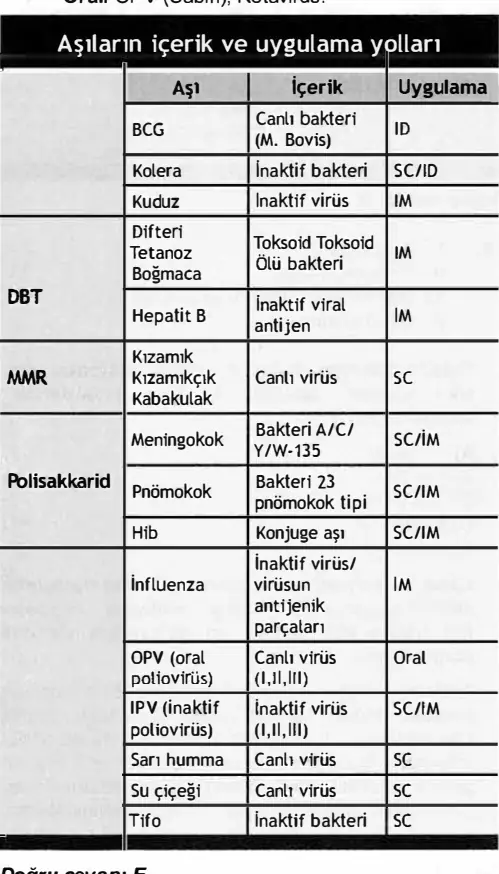 Oral: OPV (Sabin), Rotavirüs.
Aşıların içerik ve uygulama yolları
Aşı İçerik Uygulama
BCG Canlı bakteri (M. Bovis) ID
Kolera İnaktif bakteri SC/ID
Kuduz İnaktif virüs IM
DBT
Difteri
Tetanoz
Boğmaca
Toksoid Toksoid
Ölü bakteri
IM
Hepatit B
İnaktif viral
antijen
IM
MMR
Kızamık
Kızamıkçık
Kabakulak
Canlı virüs
SC
Polisakkarid
Meningokok
Bakteri A/C/
Y/W-135
SC/İM
Pnömokok
Bakteri 23
pnömokok tipi
SC/IM
Hib Konjuge aşı SC/IM
İnfluenza
İnaktif virüs/
virüsun
antijenik
parçaları
IM
OPV (oral
poliovirüs)
Canlı virüs
(I,II,III)
Oral
IPV (inaktif
poliovirüs)
İnaktif virüs
(I,II,III)
SC/IM
Sarı humma Canlı virüs SC
Su çiçeği Canlı virüs SC
Tifo İnaktif bakteri SC
Doğru cevap: E